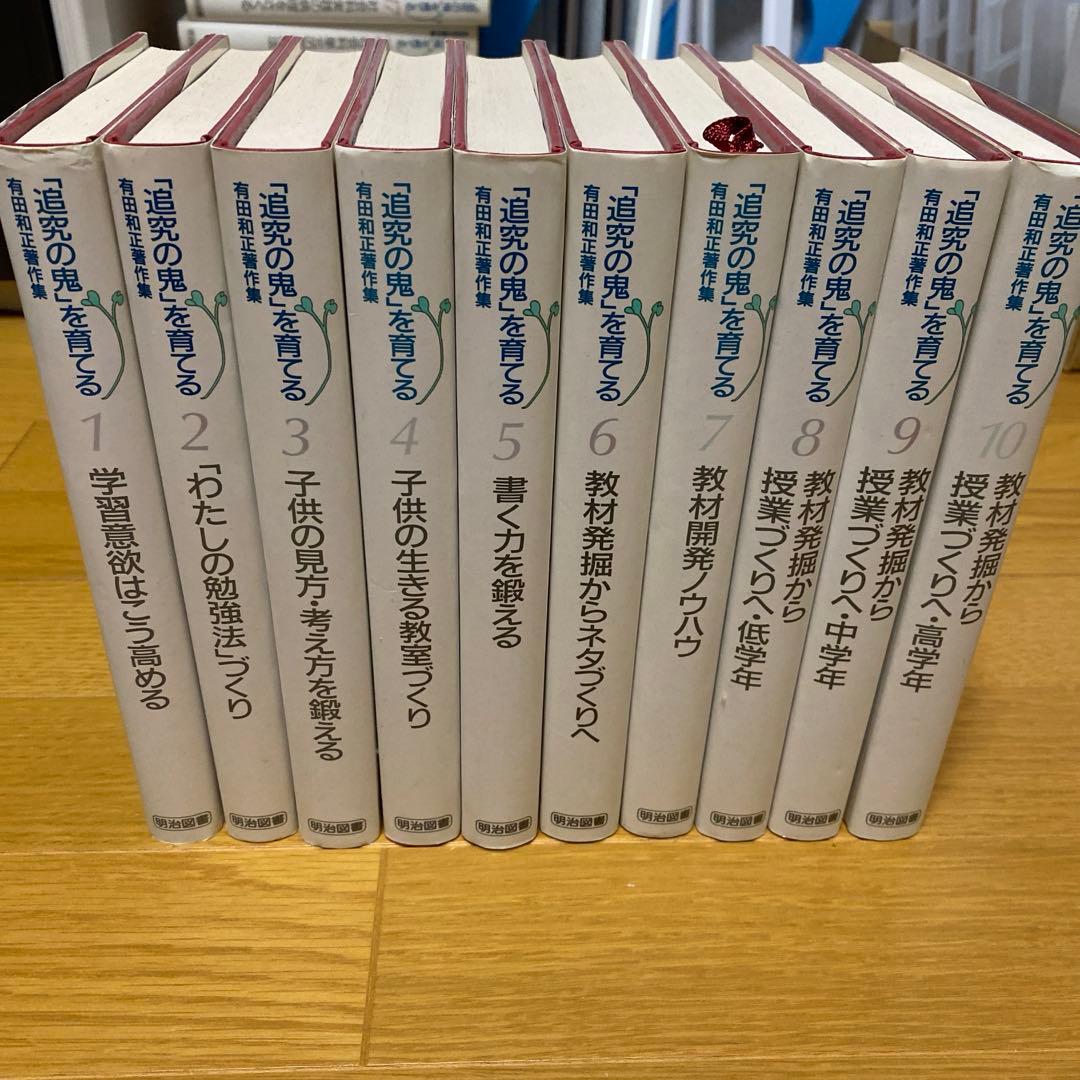 「追究の鬼」を育てる
有田和正著作集
1
学習意欲はこう高める
明治図書
「追究の鬼」を育てる
有田和正著作集
2
「わたしの勉強法」づくり
明治図書
「追究の鬼」を育てる
有田和正著作集
3
子供の見方・考え方を鍛える
明治図書
「追究の鬼」を育てる
有田和正著作集
4
子供の生きる教室づくり
明治図書
「追究の鬼」を育てる
有田和正著作集
5
書く力を鍛える
明治図書
「追究の鬼」を育てる
有田和正著作集
6
教材発掘からネタづくりへ
明治図書
「追究の鬼」を育てる
有田和正著作集
7
教材開発ノウハウ
明治図書
「追究の鬼」を育てる
有田和正著作集
8
教材発掘から
授業づくりへ・低学年
明治図書
「追究の鬼」を育てる
有田和正著作集
9
教材発掘から
授業づくりへ・中学年
明治図書
「追究の鬼」を育てる
有田和正著作集
10
教材発掘から
授業づくりへ・高学年
明治図書